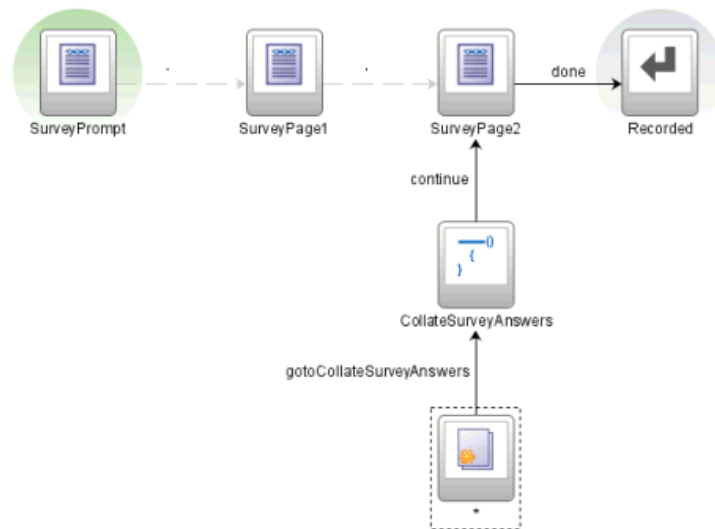 .
.
done
SurveyPrompt
SurveyPage1
SurveyPage2
Recorded
continue
()
{
}
CollateSurveyAnswers
gotoCollateSurveyAnswers
*